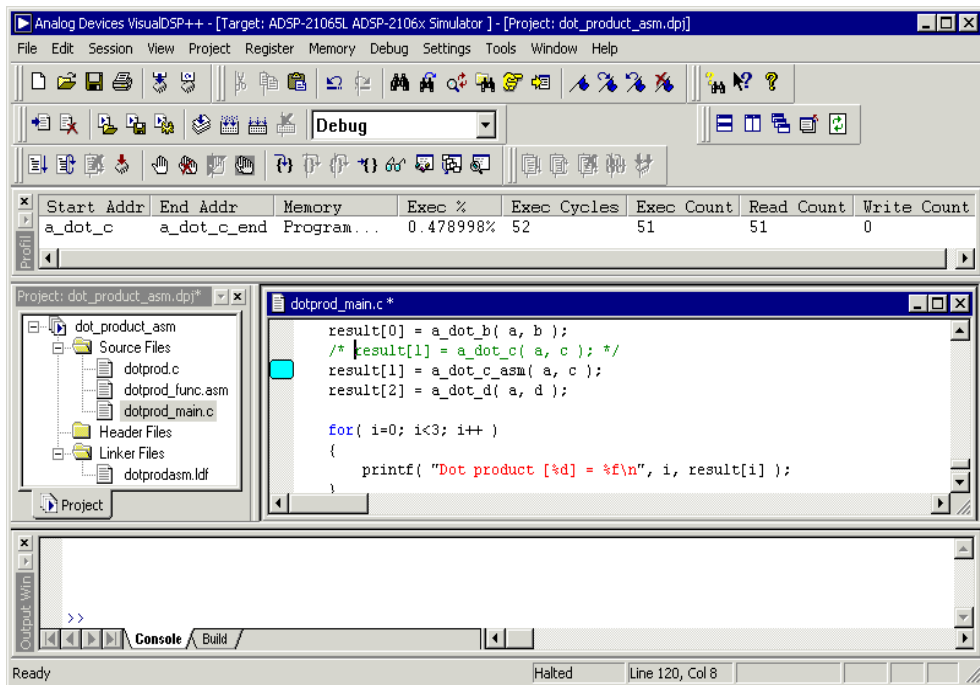 Analog Devices VisualDSP++ - [Target: ADSP-21065L ADSP-2106x Simulator ] - [Project: dot_product_asm.dpj]
File Edit Session View Project Register Memory Debug Settings Tools Window Help
Debug
Start Addr End Addr Memory Exec % Exec Cycles Exec Count Read Count Write Count
a_dot_c a_dot_c_end Program... 0.478998% 52 51 51 0
Profil
Project: dot_product_asm.dpj*
dot_product_asm
Source Files
dotprod.c
dotprod_func.asm
dotprod_main.c
Header Files
Linker Files
dotprodasm.ldf
Project
dotprod_main.c *
result[0] = a_dot_b( a, b );
/* result[1] = a_dot_c( a, c ); */
result[1] = a_dot_c_asm( a, c );
result[2] = a_dot_d( a, d );
for( i=0; i<3; i++ )
{
printf( "Dot product [%d] = %f\n", i, result[i] );
}
Output Win
>>
Console Build
Ready Halted Line 120, Col 8